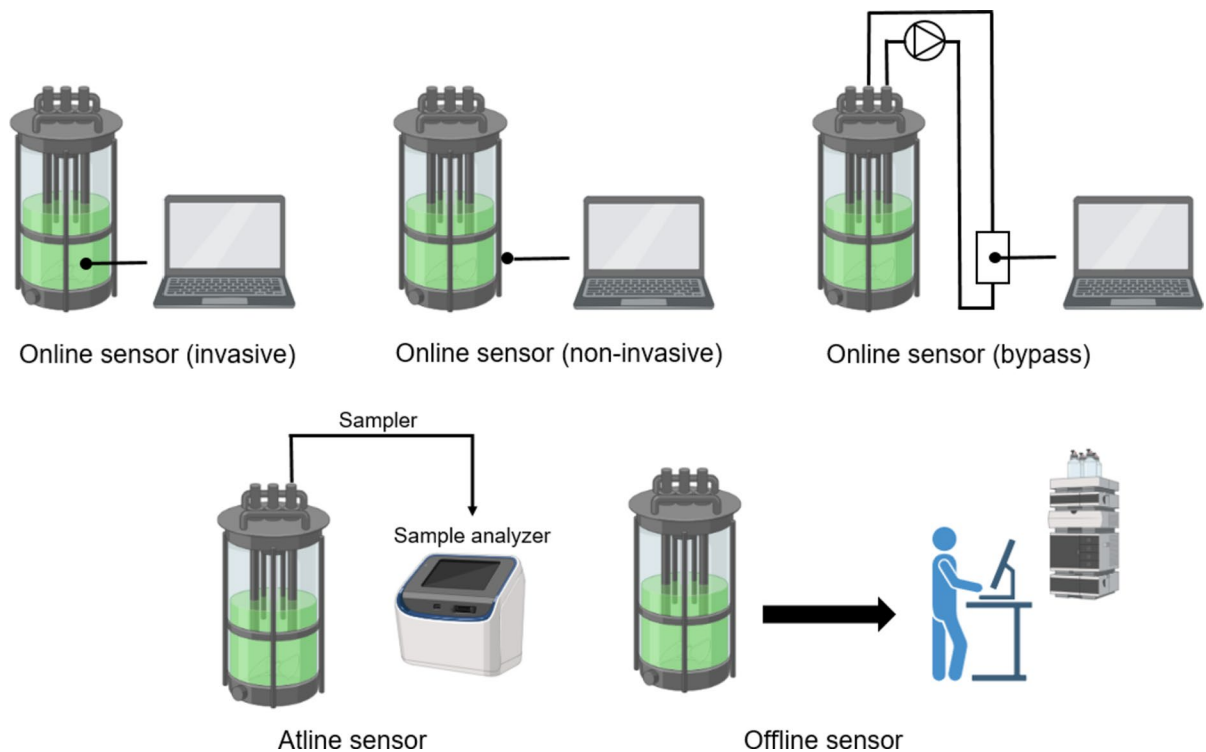 Online sensor (invasive)
Online sensor (non-invasive)
Online sensor (bypass)
Sampler
Sample analyzer
Atline sensor
Offline sensor